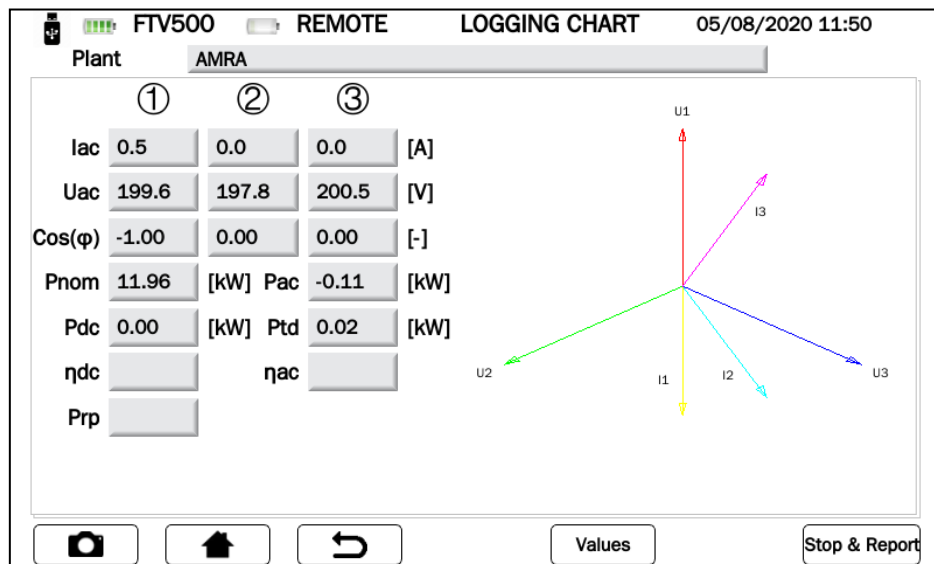 FTV500 REMOTE LOGGING CHART 05/08/2020 11:50
Plant AMRA
① ② ③
Iac 0.5 0.0 0.0 [A]
Uac 199.6 197.8 200.5 [V]
Cos(φ) -1.00 0.00 0.00 [-]
Pnom 11.96 [kW] Pac -0.11 [kW]
Pdc 0.00 [kW] Ptd 0.02 [kW]
ηdc ηac
Prp
U1
I3
U2
I1
I2
U3
Values
Stop & Report